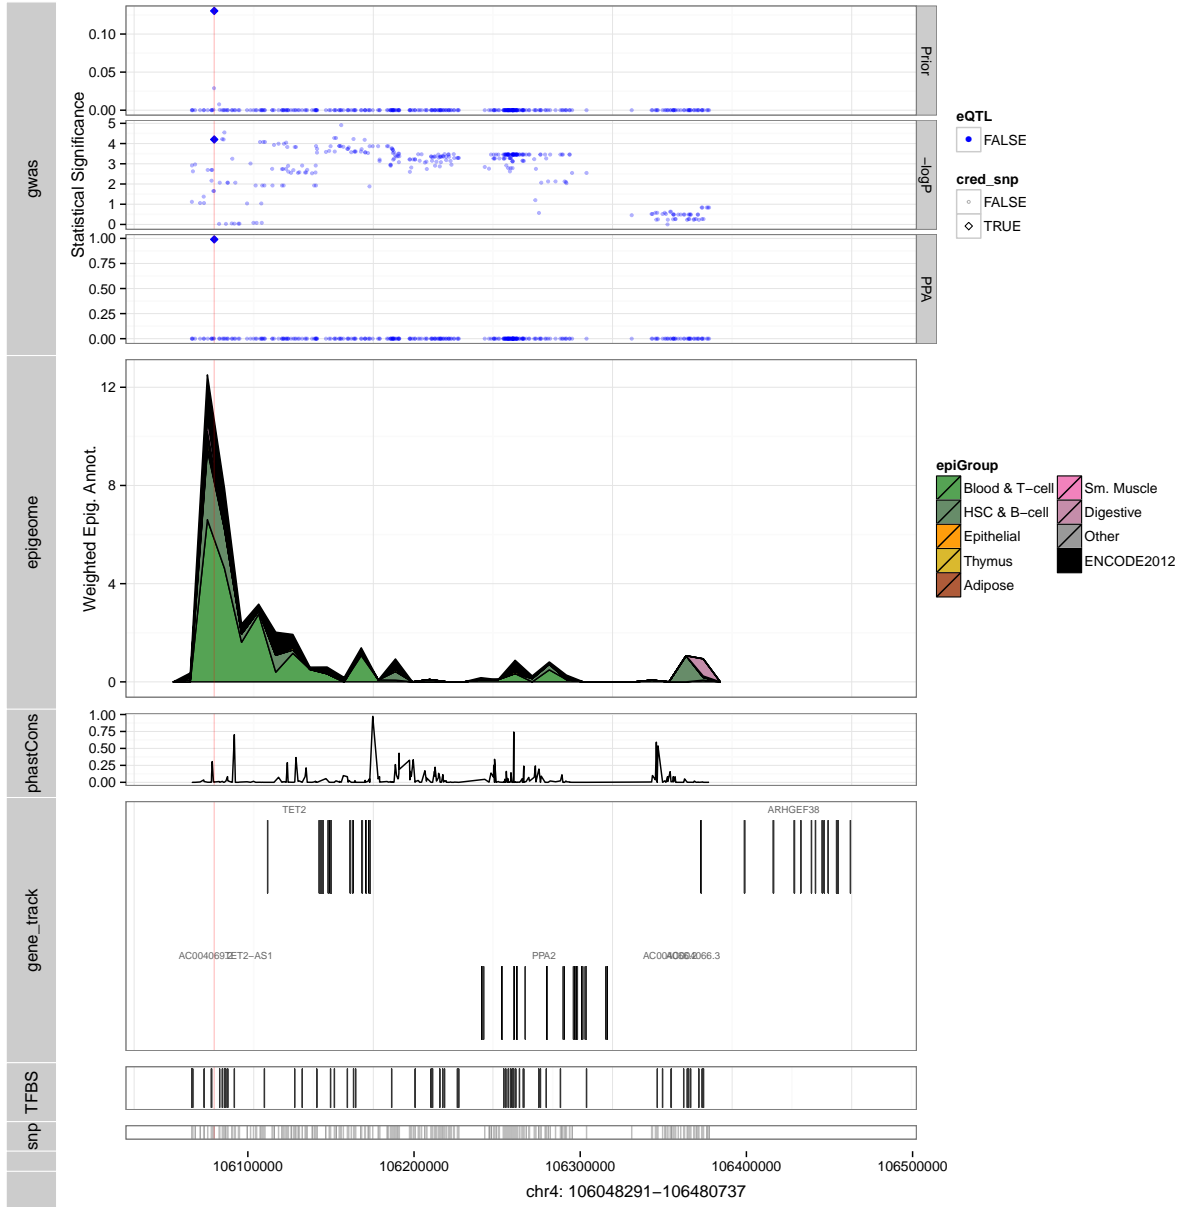 gwas
Statistical Significance
0.10
0.05
0.00
Prior
5
4
3
2
1
0
−logP
1.00
0.75
0.50
0.25
0.00
PPA
eQTL
FALSE
cred_snp
FALSE
TRUE
epigeome
Weighted Epig. Annot.
12
8
4
0
epiGroup
Blood & T−cell
HSC & B−cell
Epithelial
Thymus
Adipose
Sm. Muscle
Digestive
Other
ENCODE2012
phastCons
1.00
0.75
0.50
0.25
0.00
gene_track
TET2
ARHGEF38
TET2−AS1
PPA2
TFBS
snp
106100000
106200000
106300000
106400000
106500000
chr4: 106048291−106480737